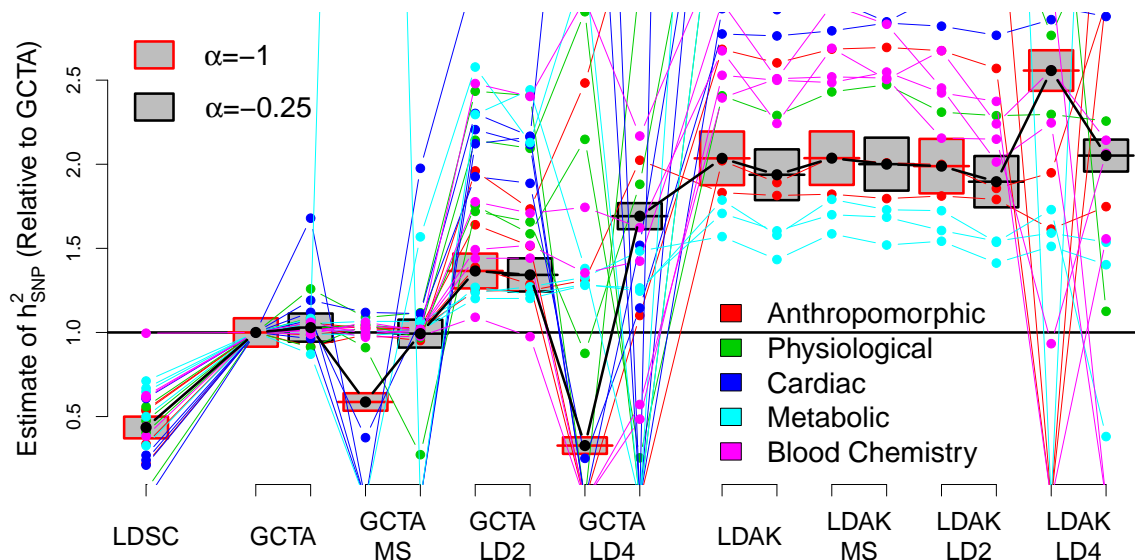 Estimate of h²SNP (Relative to GCTA)
2.5
2.0
1.5
1.0
0.5
α=−1
α=−0.25
Anthropomorphic
Physiological
Cardiac
Metabolic
Blood Chemistry
LDSC
GCTA
GCTA
MS
GCTA
LD2
GCTA
LD4
LDAK
LDAK
MS
LDAK
LD2
LDAK
LD4